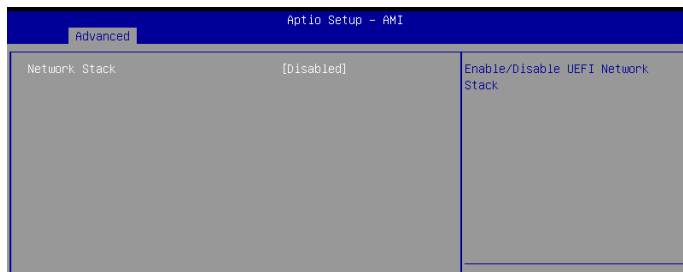 Aptio Setup – AMI
Advanced
Network Stack [Disabled]
Enable/Disable UEFI Network
Stack